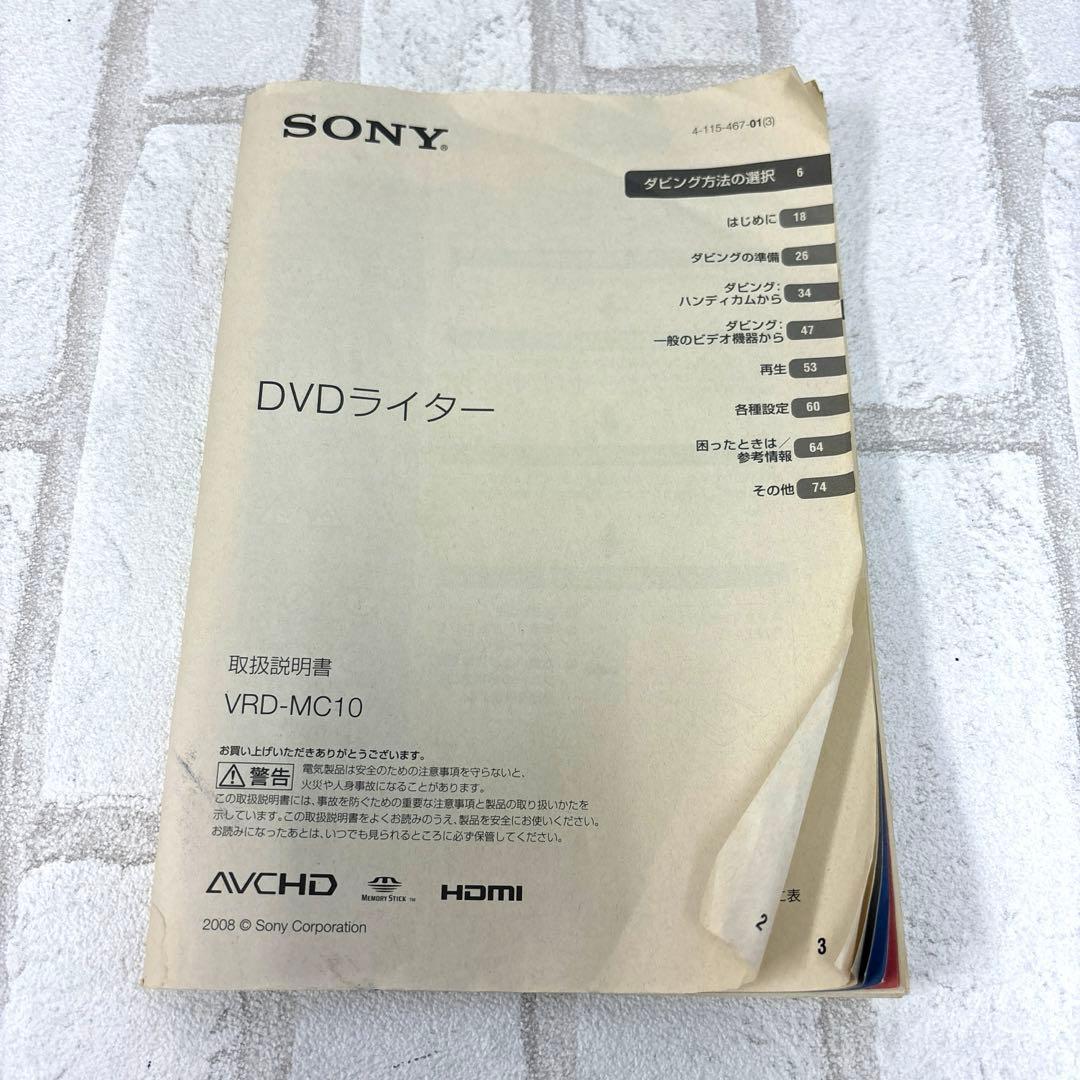 SONY®
4-115-467-01(3)
ダビング方法の選択 6
はじめに 18
ダビングの準備 26
ダビング：
ハンディカムから 34
ダビング：
一般のビデオ機器から 47
再生 53
各種設定 60
困ったときは／
参考情報 64
その他 74
DVDライター
取扱説明書
VRD-MC10
お買い上げいただきありがとうございます。
警告
電気製品は安全のための注意事項を守らないと、
火災や人身事故になることがあります。
この取扱説明書には、事故を防ぐための重要な注意事項と製品の取り扱いかたを
示しています。この取扱説明書をよくお読みのうえ、製品を安全にお使いください。
お読みになったあとは、いつでも見られるところに必ず保管してください。
AVCHD
MEMORY STICK ™
HDMI
2008 © Sony Corporation
表
2
3